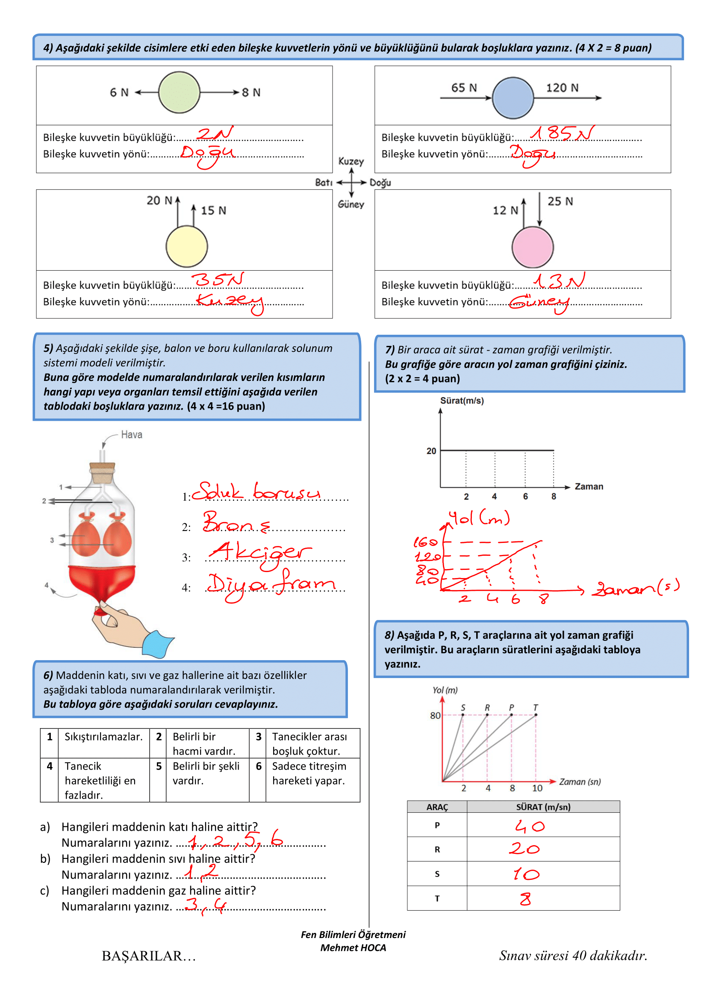 4) Aşağıdaki şekilde cisimlere etki eden bileşke kuvvetlerin yönü ve büyüklüğünü bularak boşluklara yazınız. (4 X 2 = 8 puan)
6 N
8 N
Bileşke kuvvetin büyüklüğü: 2N
Bileşke kuvvetin yönü: Doğu
65 N
120 N
Bileşke kuvvetin büyüklüğü: 185N
Bileşke kuvvetin yönü: Doğu
Kuzey
Batı
Doğu
Güney
20 N
15 N
Bileşke kuvvetin büyüklüğü: 35N
Bileşke kuvvetin yönü: Kuzey
12 N
25 N
Bileşke kuvvetin büyüklüğü: 13N
Bileşke kuvvetin yönü: Güney
5) Aşağıdaki şekilde şişe, balon ve boru kullanılarak solunum
sistemi modeli verilmiştir.
Buna göre modelde numaralandırılarak verilen kısımların
hangi yapı veya organları temsil ettiğini aşağıda verilen
tablodaki boşluklara yazınız. (4 x 4 =16 puan)
Hava
1
2
3
4
1: Soluk borusu
2: Bronş
3: Akciğer
4: Diyafram
6) Maddenin katı, sıvı ve gaz hallerine ait bazı özellikler
aşağıdaki tabloda numaralandırılarak verilmiştir.
Bu tabloya göre aşağıdaki soruları cevaplayınız.
1 Sıkıştırılamazlar.
2 Belirli bir
hacmi vardır.
3 Tanecikler arası
boşluk çoktur.
4 Tanecik
hareketliliği en
fazladır.
5 Belirli bir şekli
vardır.
6 Sadece titreşim
hareketi yapar.
a) Hangileri maddenin katı haline aittir?
Numaralarını yazınız. 1, 2, 5, 6
b) Hangileri maddenin sıvı haline aittir?
Numaralarını yazınız. 1, 2
c) Hangileri maddenin gaz haline aittir?
Numaralarını yazınız. 3, 4
7) Bir araca ait sürat - zaman grafiği verilmiştir.
Bu grafiğe göre aracın yol zaman grafiğini çiziniz.
(2 x 2 = 4 puan)
Sürat(m/s)
20
Zaman
2 4 6 8
Yol (m)
160
120
80
40
2 4 6 8
Zaman(s)
8) Aşağıda P, R, S, T araçlarına ait yol zaman grafiği
verilmiştir. Bu araçların süratlerini aşağıdaki tabloya
yazınız.
Yol (m)
S R P T
80
Zaman (sn)
2 4 8 10
ARAÇ SÜRAT (m/sn)
P 40
R 20
S 10
T 8
Fen Bilimleri Öğretmeni
Mehmet HOCA
BAŞARILAR…
Sınav süresi 40 dakikadır.